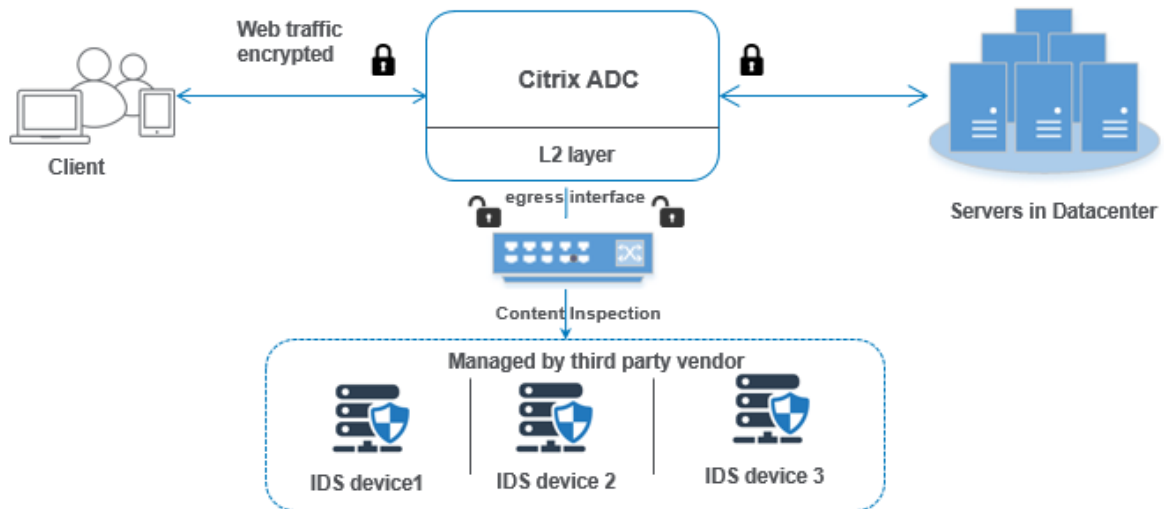 Web traffic
encrypted
Citrix ADC
L2 layer
Client
egress interface
Servers in Datacenter
Content Inspection
Managed by third party vendor
IDS device1
IDS device 2
IDS device 3